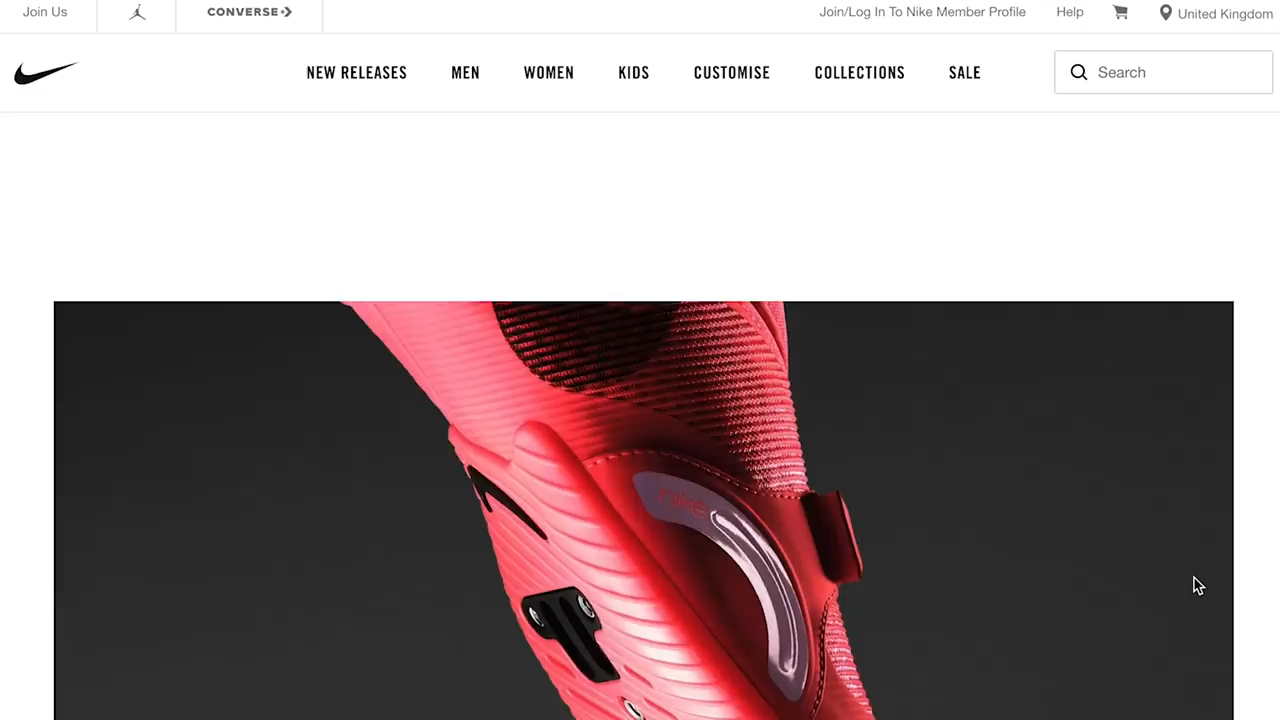 Join Us
CONVERSE
Join/Log In To Nike Member Profile
Help
United Kingdom
NEW RELEASES
MEN
WOMEN
KIDS
CUSTOMISE
COLLECTIONS
SALE
Search
nike